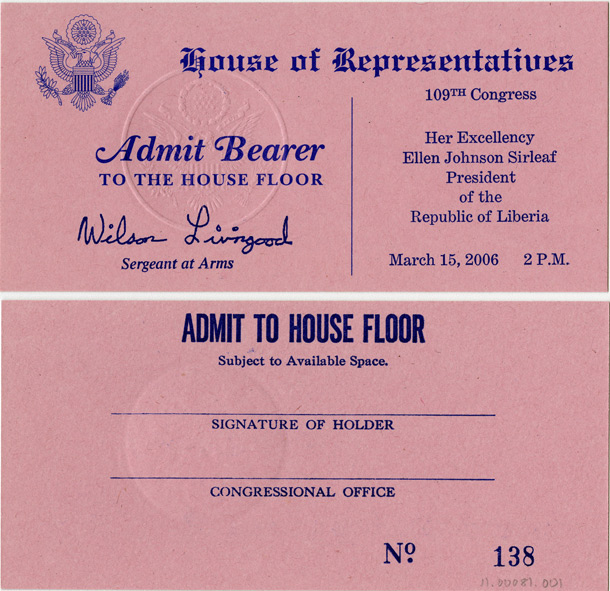 House of Representatives
109TH Congress
Admit Bearer
TO THE HOUSE FLOOR
Wilson Livingood
Sergeant at Arms
Her Excellency
Ellen Johnson Sirleaf
President
of the
Republic of Liberia
March 15, 2006 2 P.M.
ADMIT TO HOUSE FLOOR
Subject to Available Space.
SIGNATURE OF HOLDER
CONGRESSIONAL OFFICE
Nº 138